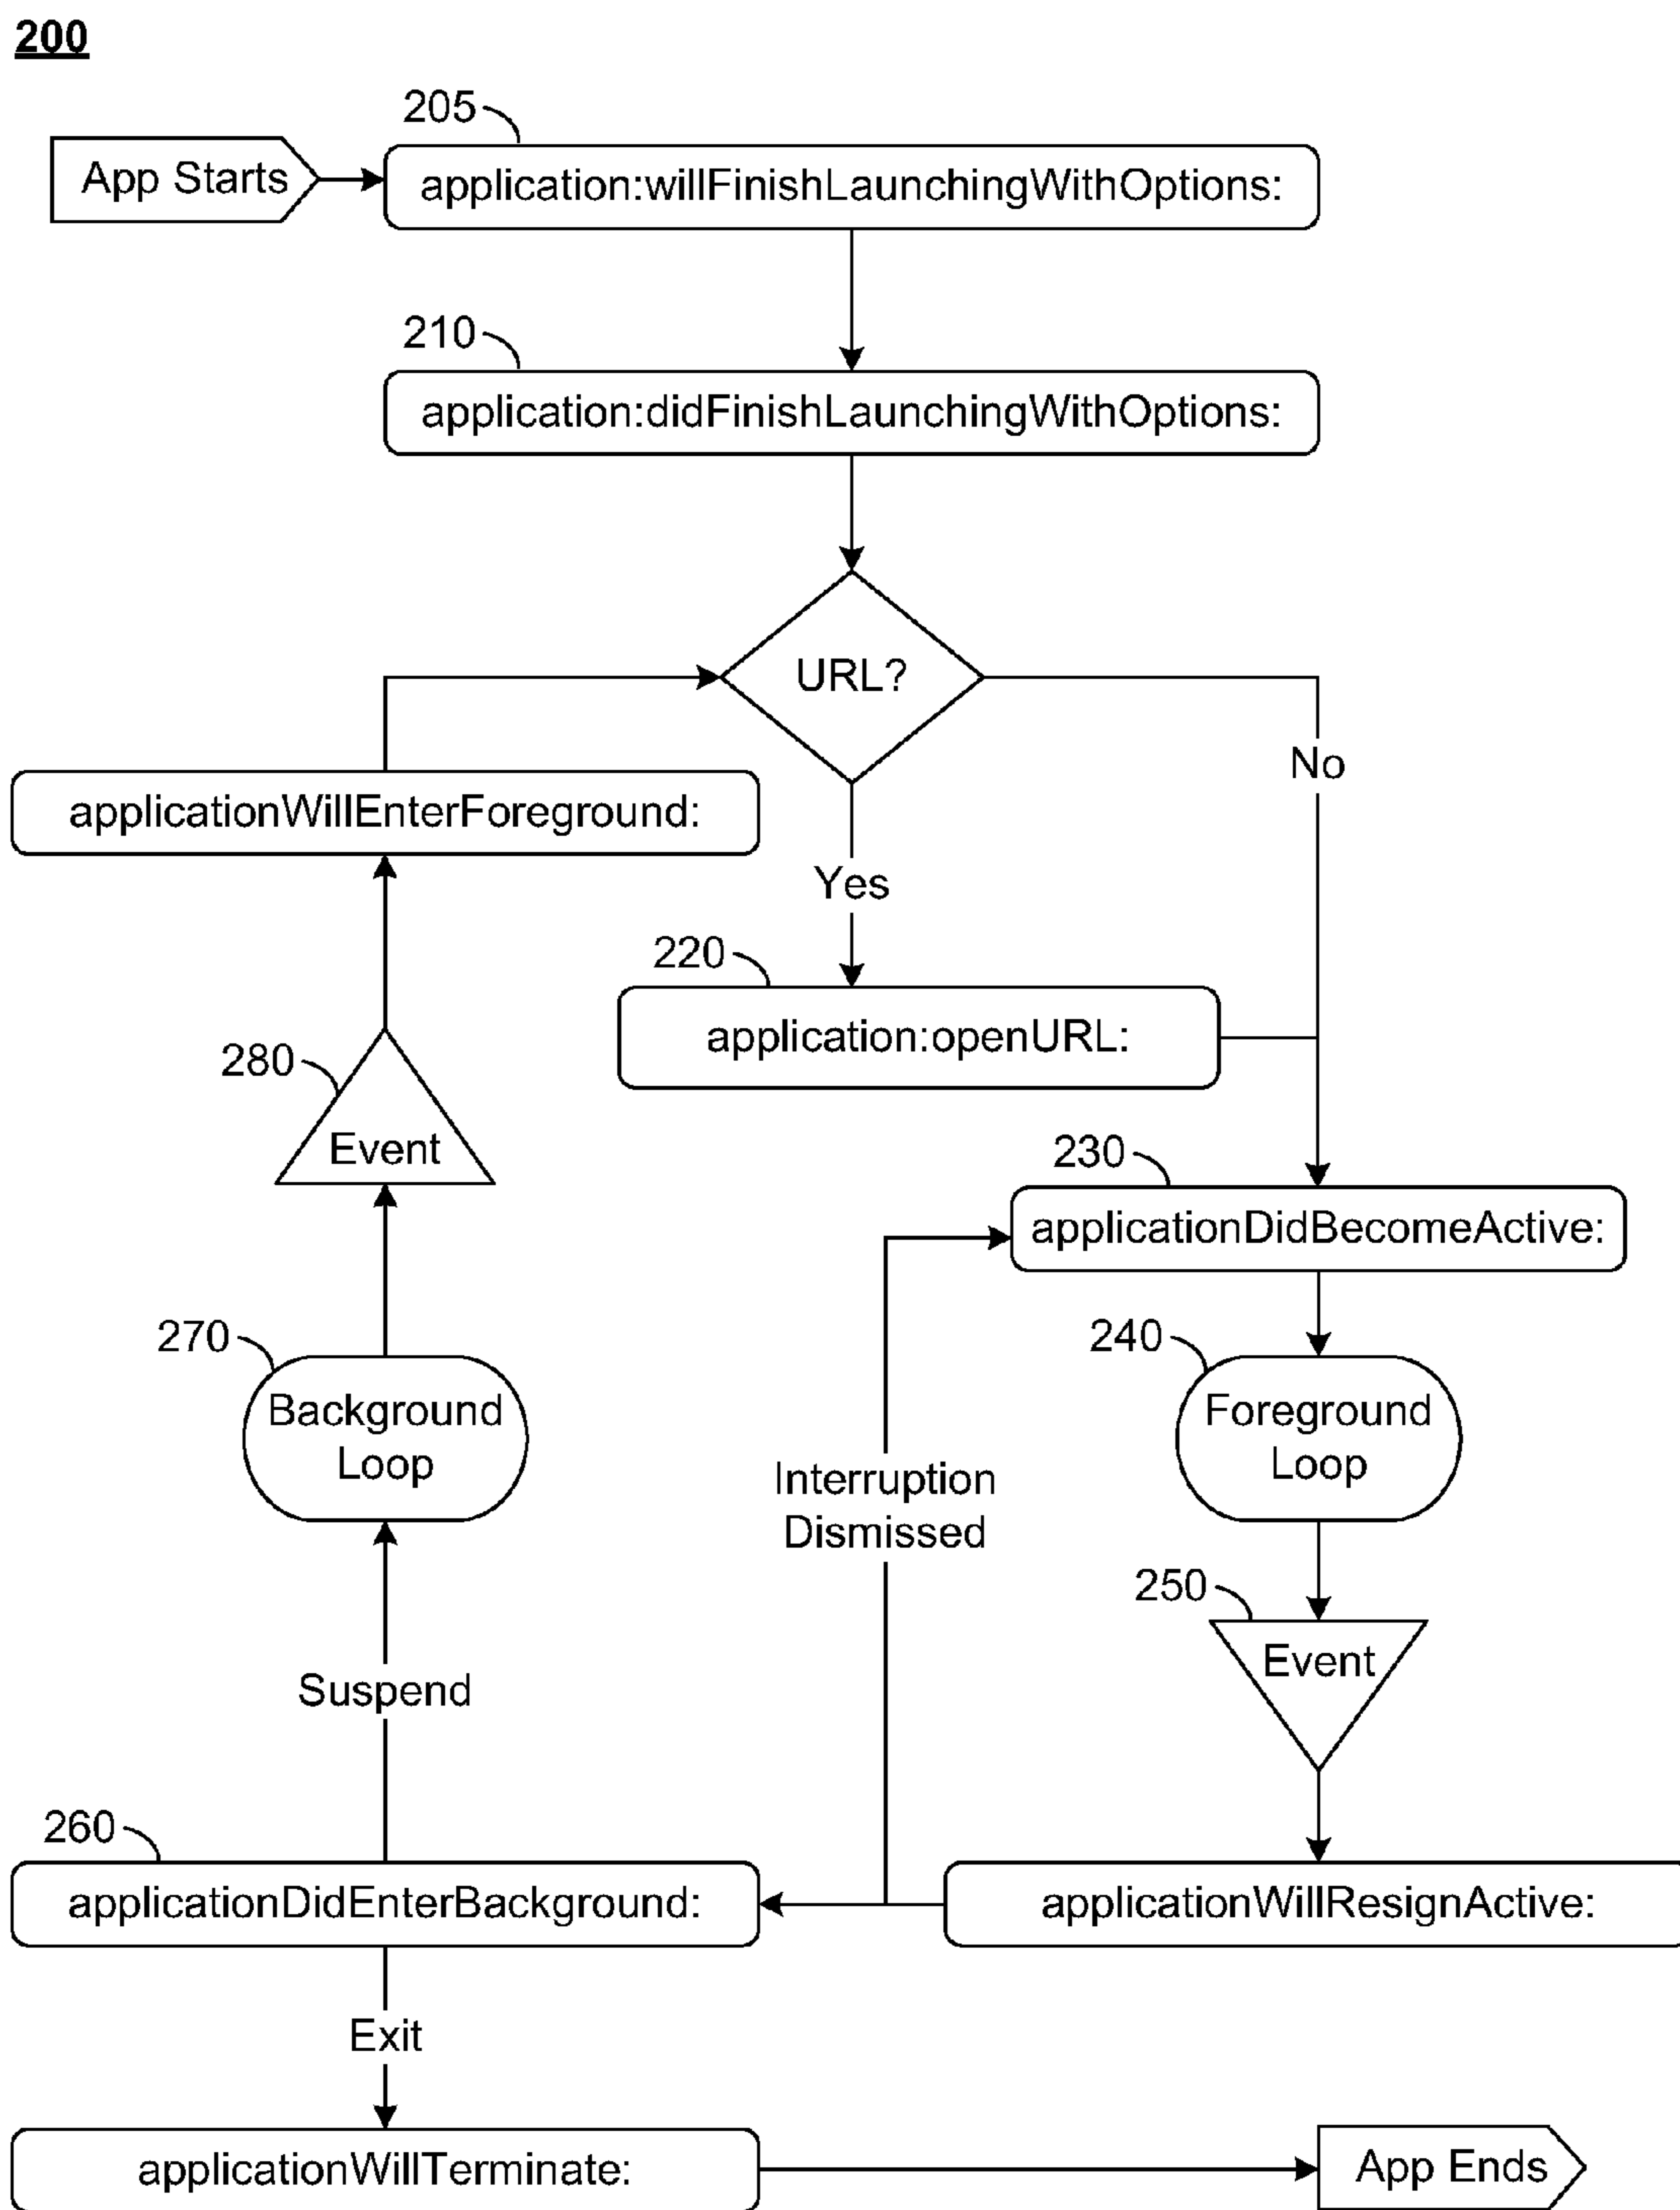 200
205
App Starts
application:willFinishLaunchingWithOptions:
210
application:didFinishLaunchingWithOptions:
URL?
No
applicationWillEnterForeground:
Yes
220
application:openURL:
280
Event
230
applicationDidBecomeActive:
270
Background
Loop
240
Foreground
Loop
Interruption
Dismissed
250
Event
Suspend
260
applicationDidEnterBackground:
applicationWillResignActive:
Exit
applicationWillTerminate:
App Ends